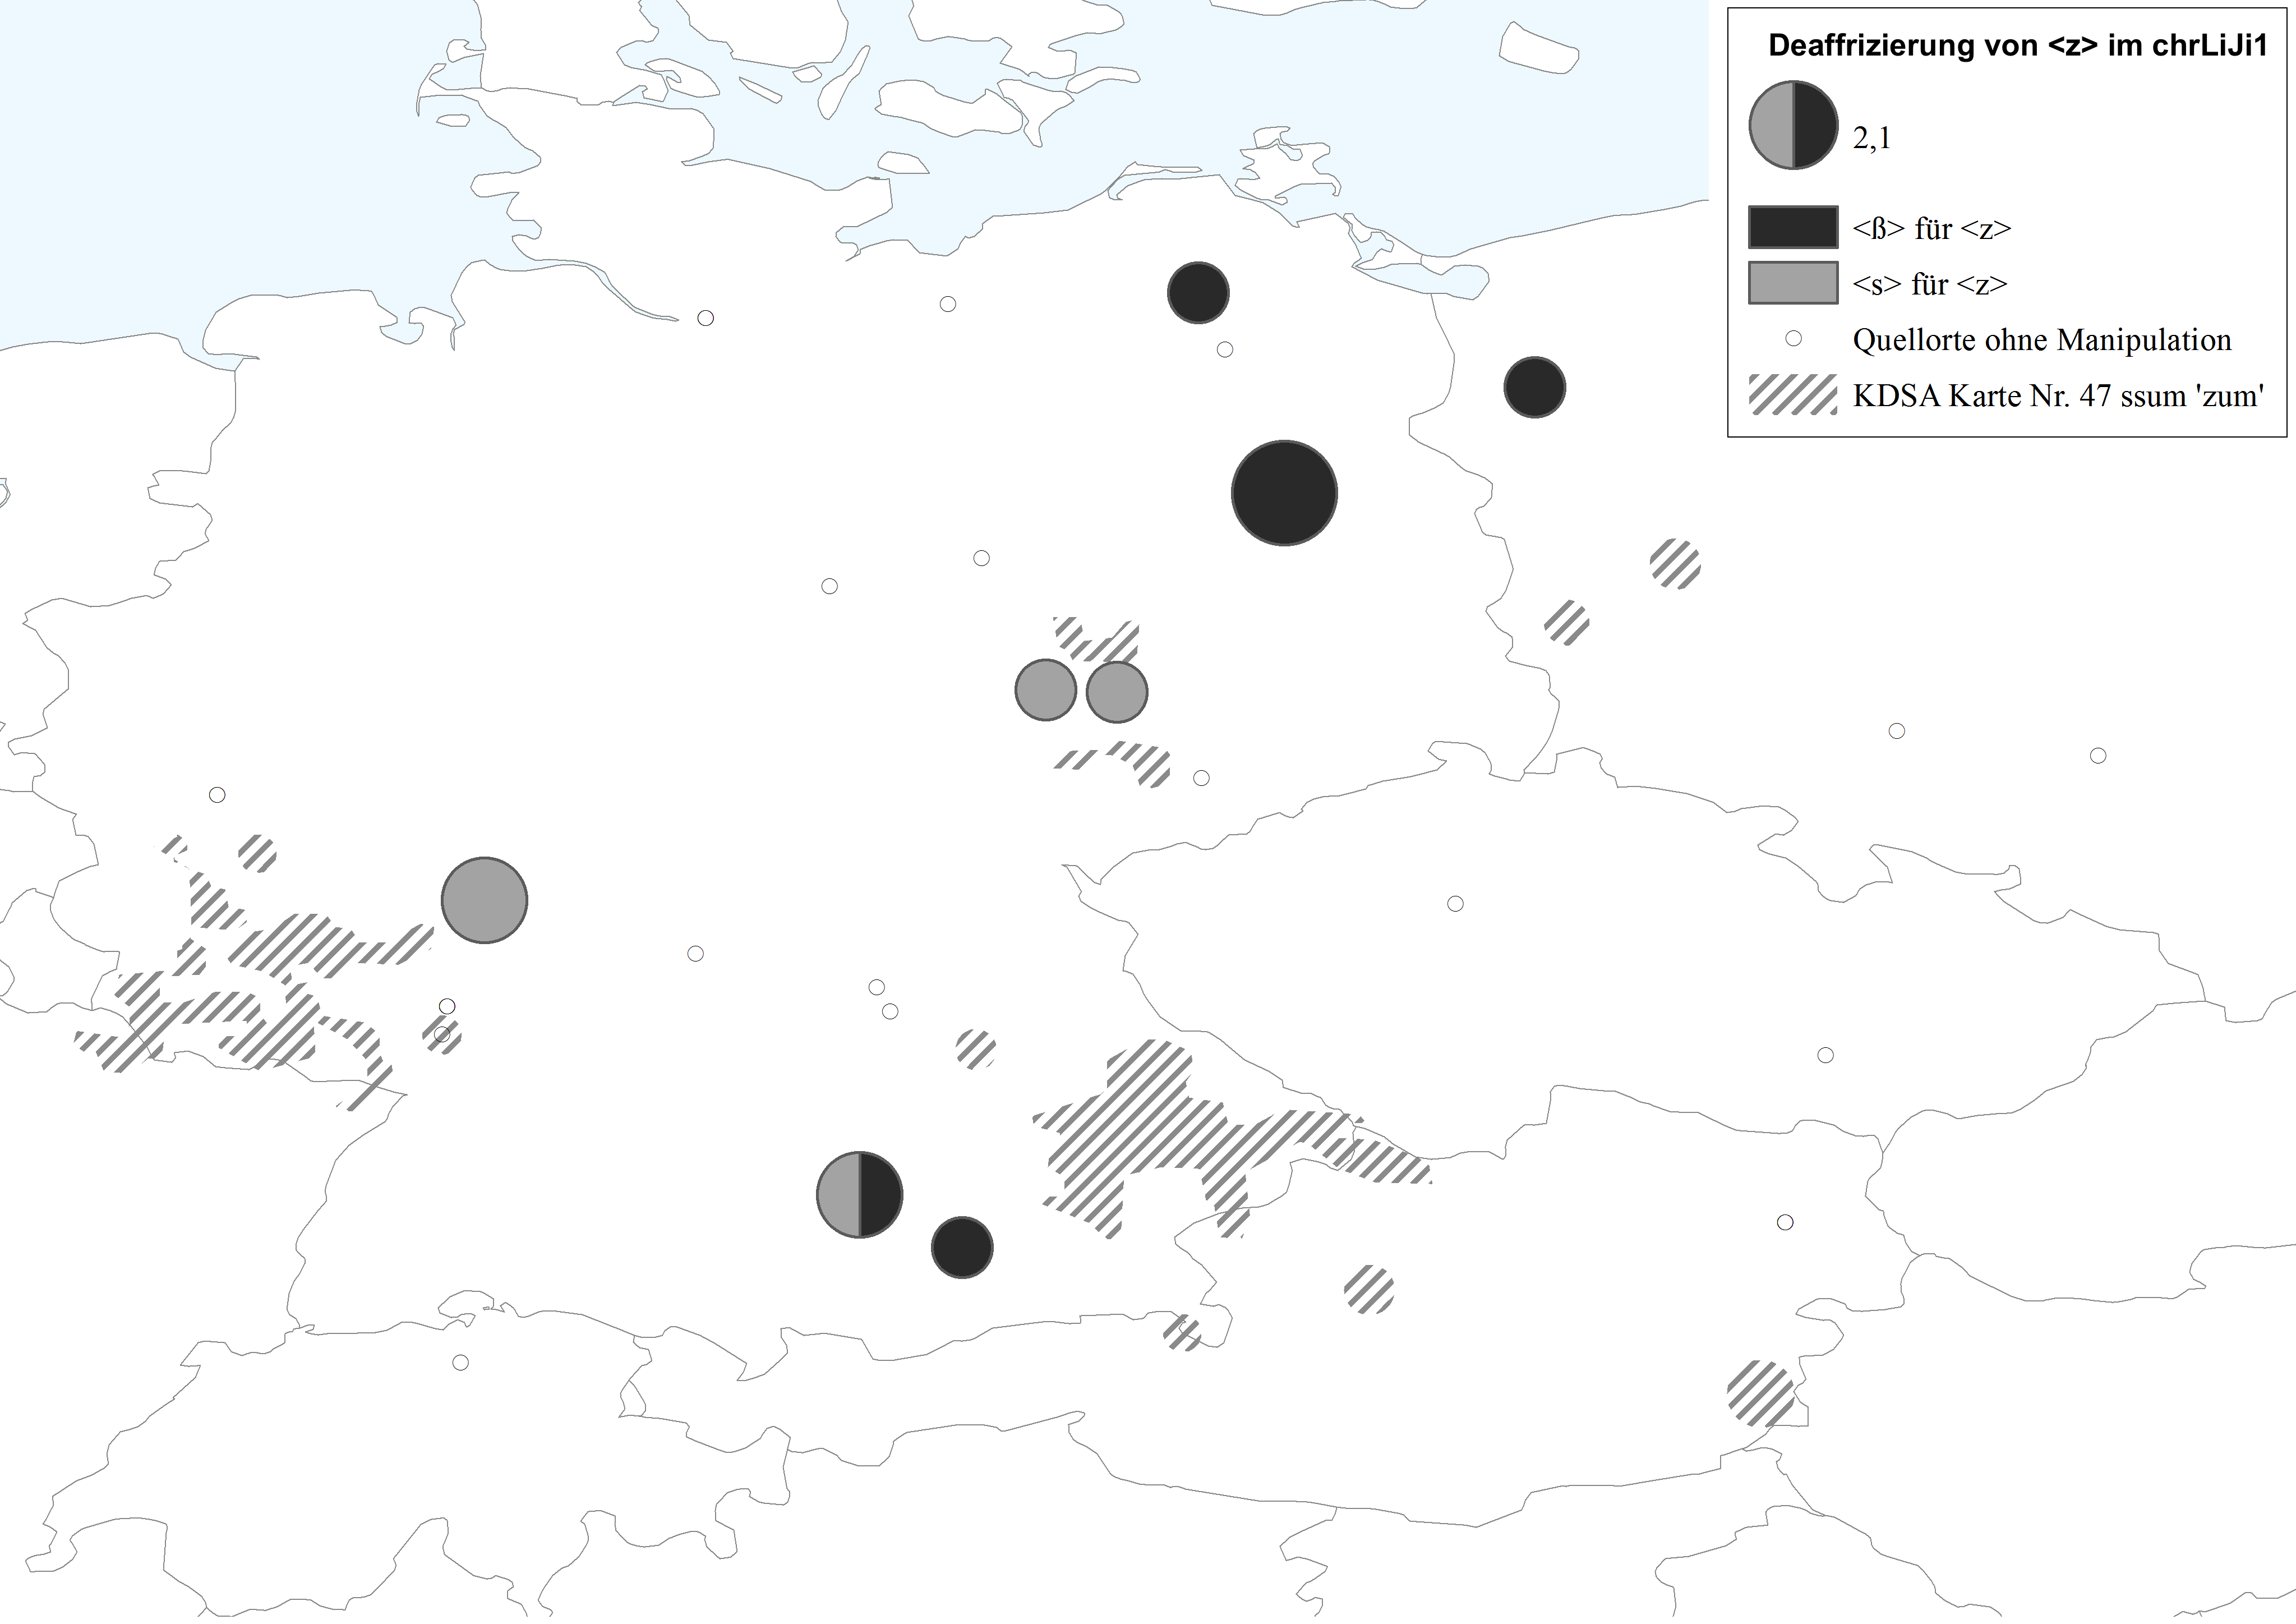 Deaffrizierung von <z> im chrLiJi1
2,1
<ß> für <z>
<s> für <z>
Quellorte ohne Manipulation
KDSA Karte Nr. 47 ssum 'zum'